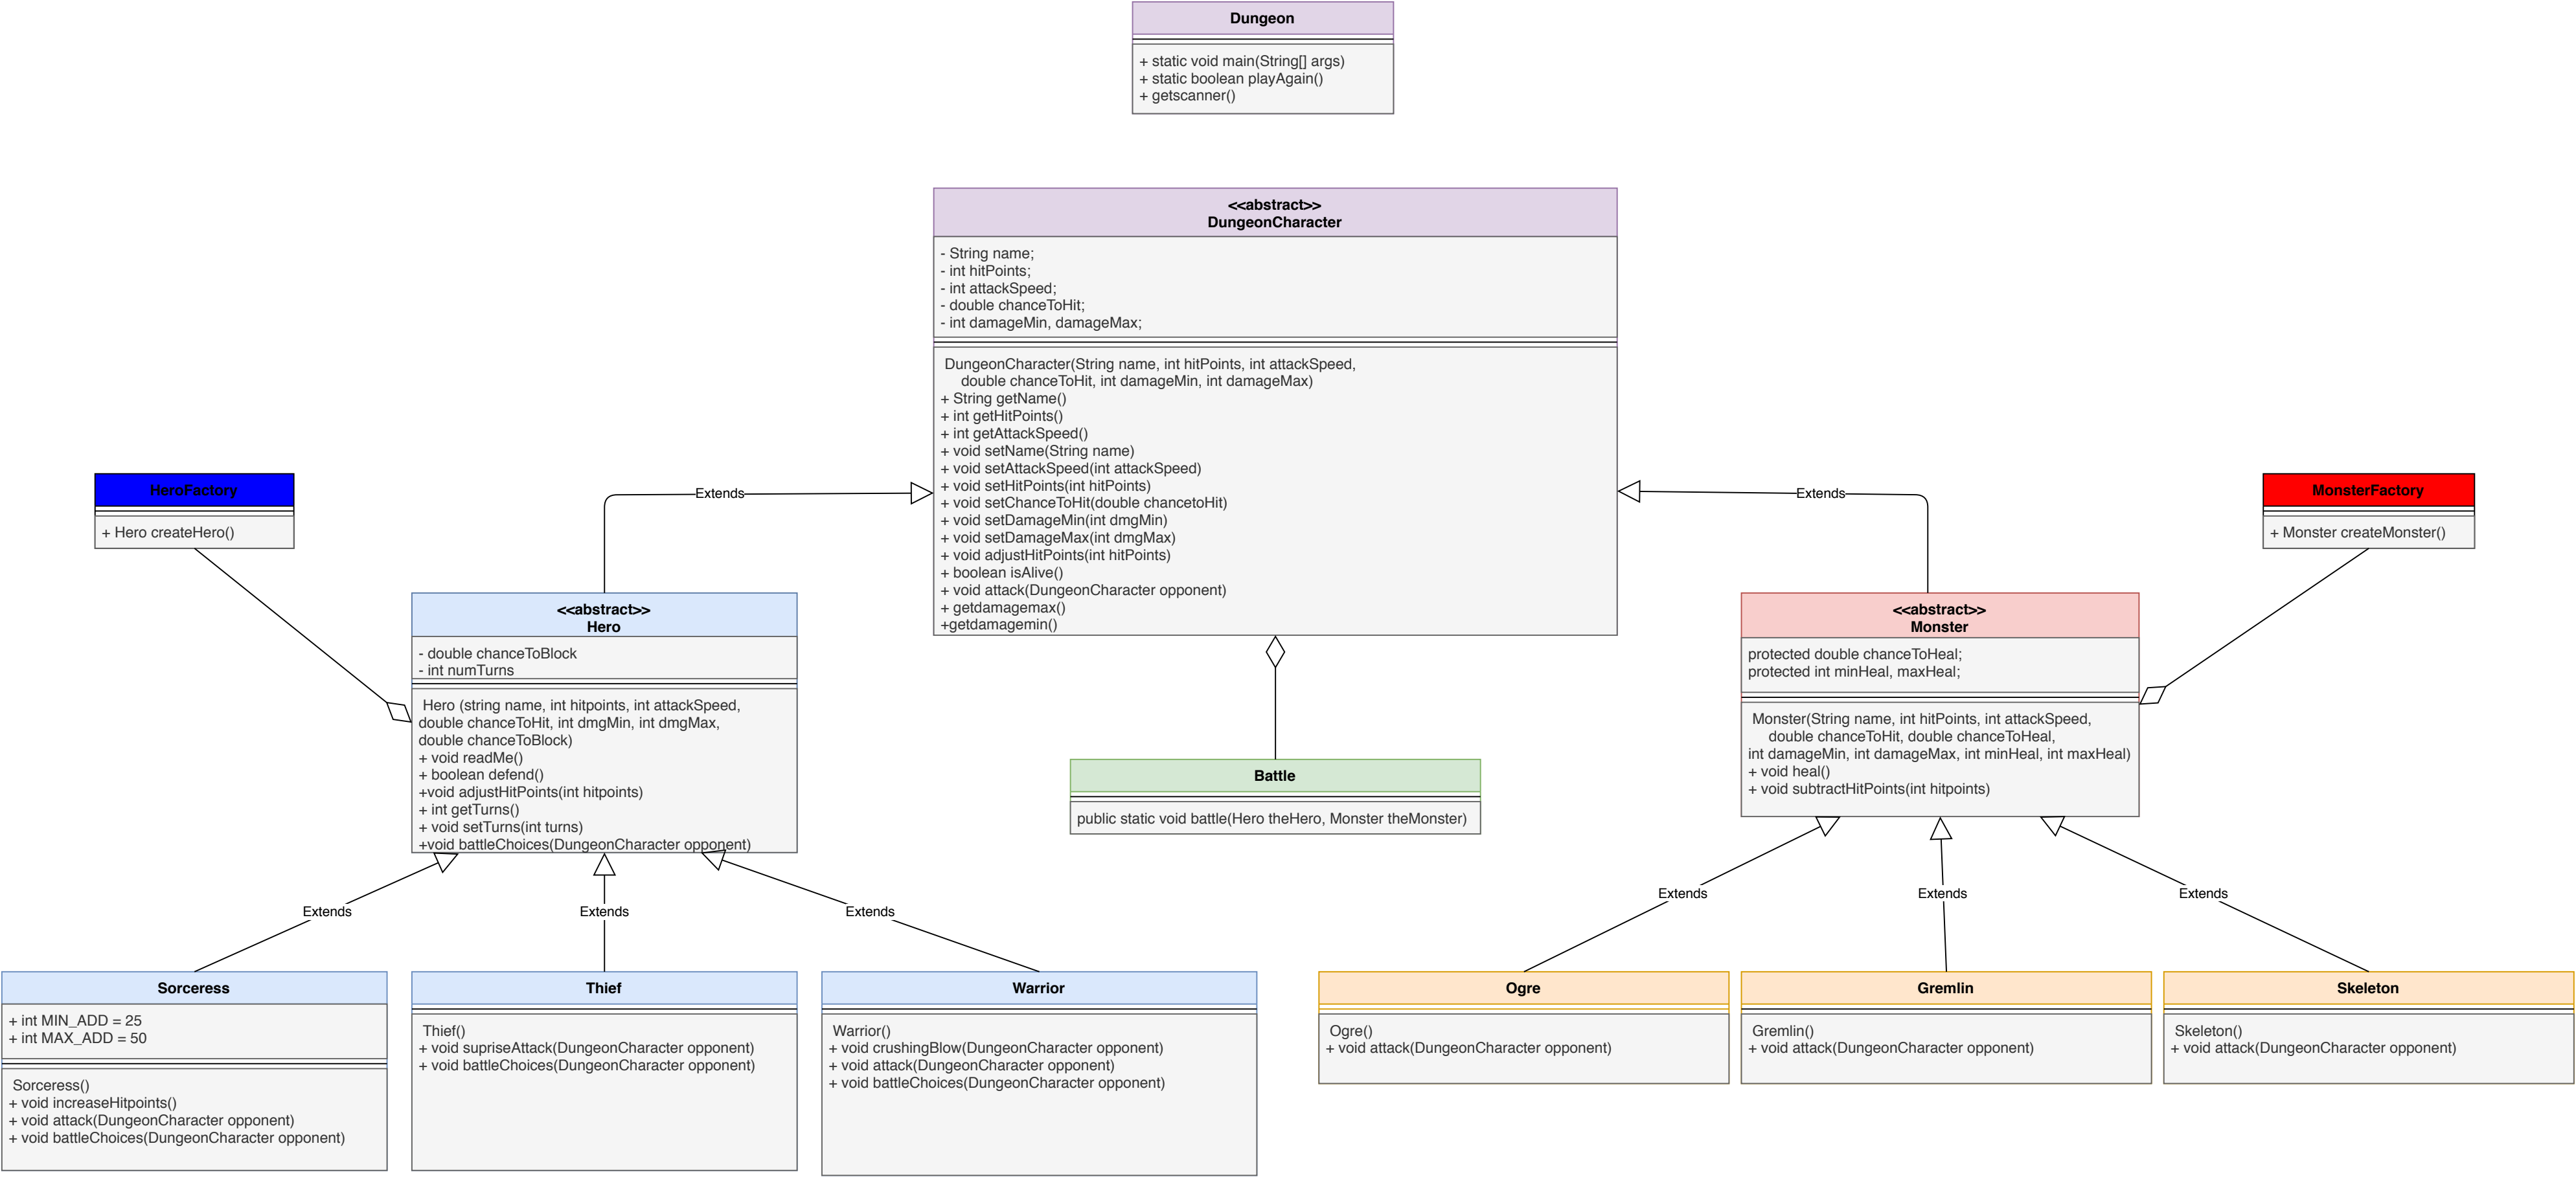 Dungeon
+ static void main(String[] args)
+ static boolean playAgain()
+ getscanner()
<<abstract>>
DungeonCharacter
- String name;
- int hitPoints;
- int attackSpeed;
- double chanceToHit;
- int damageMin, damageMax;
DungeonCharacter(String name, int hitPoints, int attackSpeed,
double chanceToHit, int damageMin, int damageMax)
+ String getName()
+ int getHitPoints()
+ int getAttackSpeed()
+ void setName(String name)
+ void setAttackSpeed(int attackSpeed)
+ void setHitPoints(int hitPoints)
+ void setChanceToHit(double chancetoHit)
+ void setDamageMin(int dmgMin)
+ void setDamageMax(int dmgMax)
+ void adjustHitPoints(int hitPoints)
+ boolean isAlive()
+ void attack(DungeonCharacter opponent)
+ getdamagemax()
+getdamagemin()
HeroFactory
+ Hero createHero()
Extends
Extends
MonsterFactory
+ Monster createMonster()
<<abstract>>
Hero
- double chanceToBlock
- int numTurns
Hero (string name, int hitpoints, int attackSpeed,
double chanceToHit, int dmgMin, int dmgMax,
double chanceToBlock)
+ void readMe()
+ boolean defend()
+void adjustHitPoints(int hitpoints)
+ int getTurns()
+ void setTurns(int turns)
+void battleChoices(DungeonCharacter opponent)
Battle
public static void battle(Hero theHero, Monster theMonster)
<<abstract>>
Monster
protected double chanceToHeal;
protected int minHeal, maxHeal;
Monster(String name, int hitPoints, int attackSpeed,
double chanceToHit, double chanceToHeal,
int damageMin, int damageMax, int minHeal, int maxHeal)
+ void heal()
+ void subtractHitPoints(int hitpoints)
Extends
Extends
Extends
Extends
Extends
Extends
Sorceress
+ int MIN_ADD = 25
+ int MAX_ADD = 50
Sorceress()
+ void increaseHitpoints()
+ void attack(DungeonCharacter opponent)
+ void battleChoices(DungeonCharacter opponent)
Thief
Thief()
+ void supriseAttack(DungeonCharacter opponent)
+ void battleChoices(DungeonCharacter opponent)
Warrior
Warrior()
+ void crushingBlow(DungeonCharacter opponent)
+ void attack(DungeonCharacter opponent)
+ void battleChoices(DungeonCharacter opponent)
Ogre
Ogre()
+ void attack(DungeonCharacter opponent)
Gremlin
Gremlin()
+ void attack(DungeonCharacter opponent)
Skeleton
Skeleton()
+ void attack(DungeonCharacter opponent)